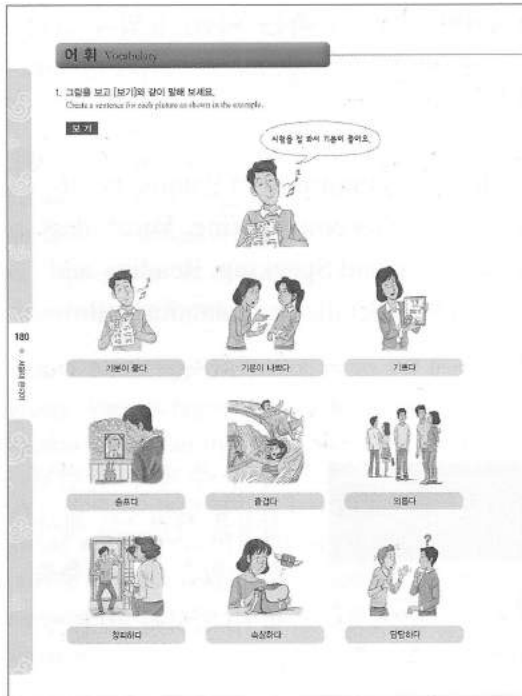 어휘 Vocabulary
1. 그림을 보고 [보기]와 같이 말해 보세요.
Create a sentence for each picture as shown in the example.
보기
시험을 잘 봐서 기분이 좋아요.
기분이 좋다
기분이 나쁘다
기쁘다
180
슬프다
즐겁다
외롭다
창피하다
속상하다
답답하다
?